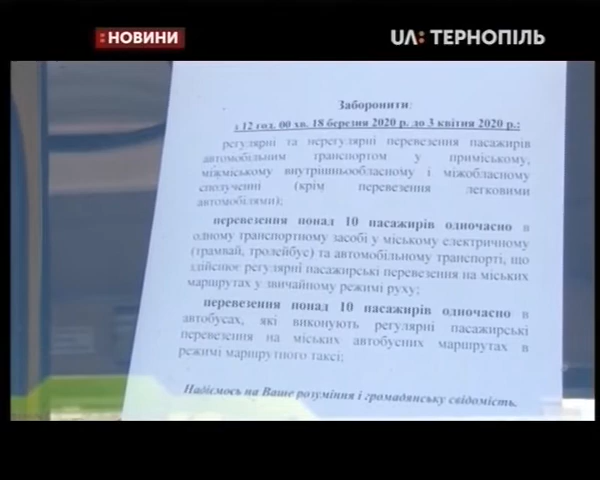 :НОВИНИ
UA: ТЕРНОПІЛЬ
Заборонити:
з 12 год. 00 хв. 18 березня 2020 р. до 3 квітня 2020 р.:
регулярні та нерегулярні перевезення пасажирів
автомобільним транспортом у приміському,
міжміському внутрішньообласному і міжобласному
сполученні (крім перевезення легковими
автомобілями);
перевезення понад 10 пасажирів одночасно в
одному транспортному засобі у міському електричному
(трамвай, тролейбус) та автомобільному транспорті, що
здійснює регулярні пасажирські перевезення на міських
маршрутах у звичайному режимі руху;
перевезення понад 10 пасажирів одночасно в
автобусах, які виконують регулярні пасажирські
перевезення на міських автобусних маршрутах в
режимі маршрутного таксі;
Надіємось на Ваше розуміння і громадянську свідомість.